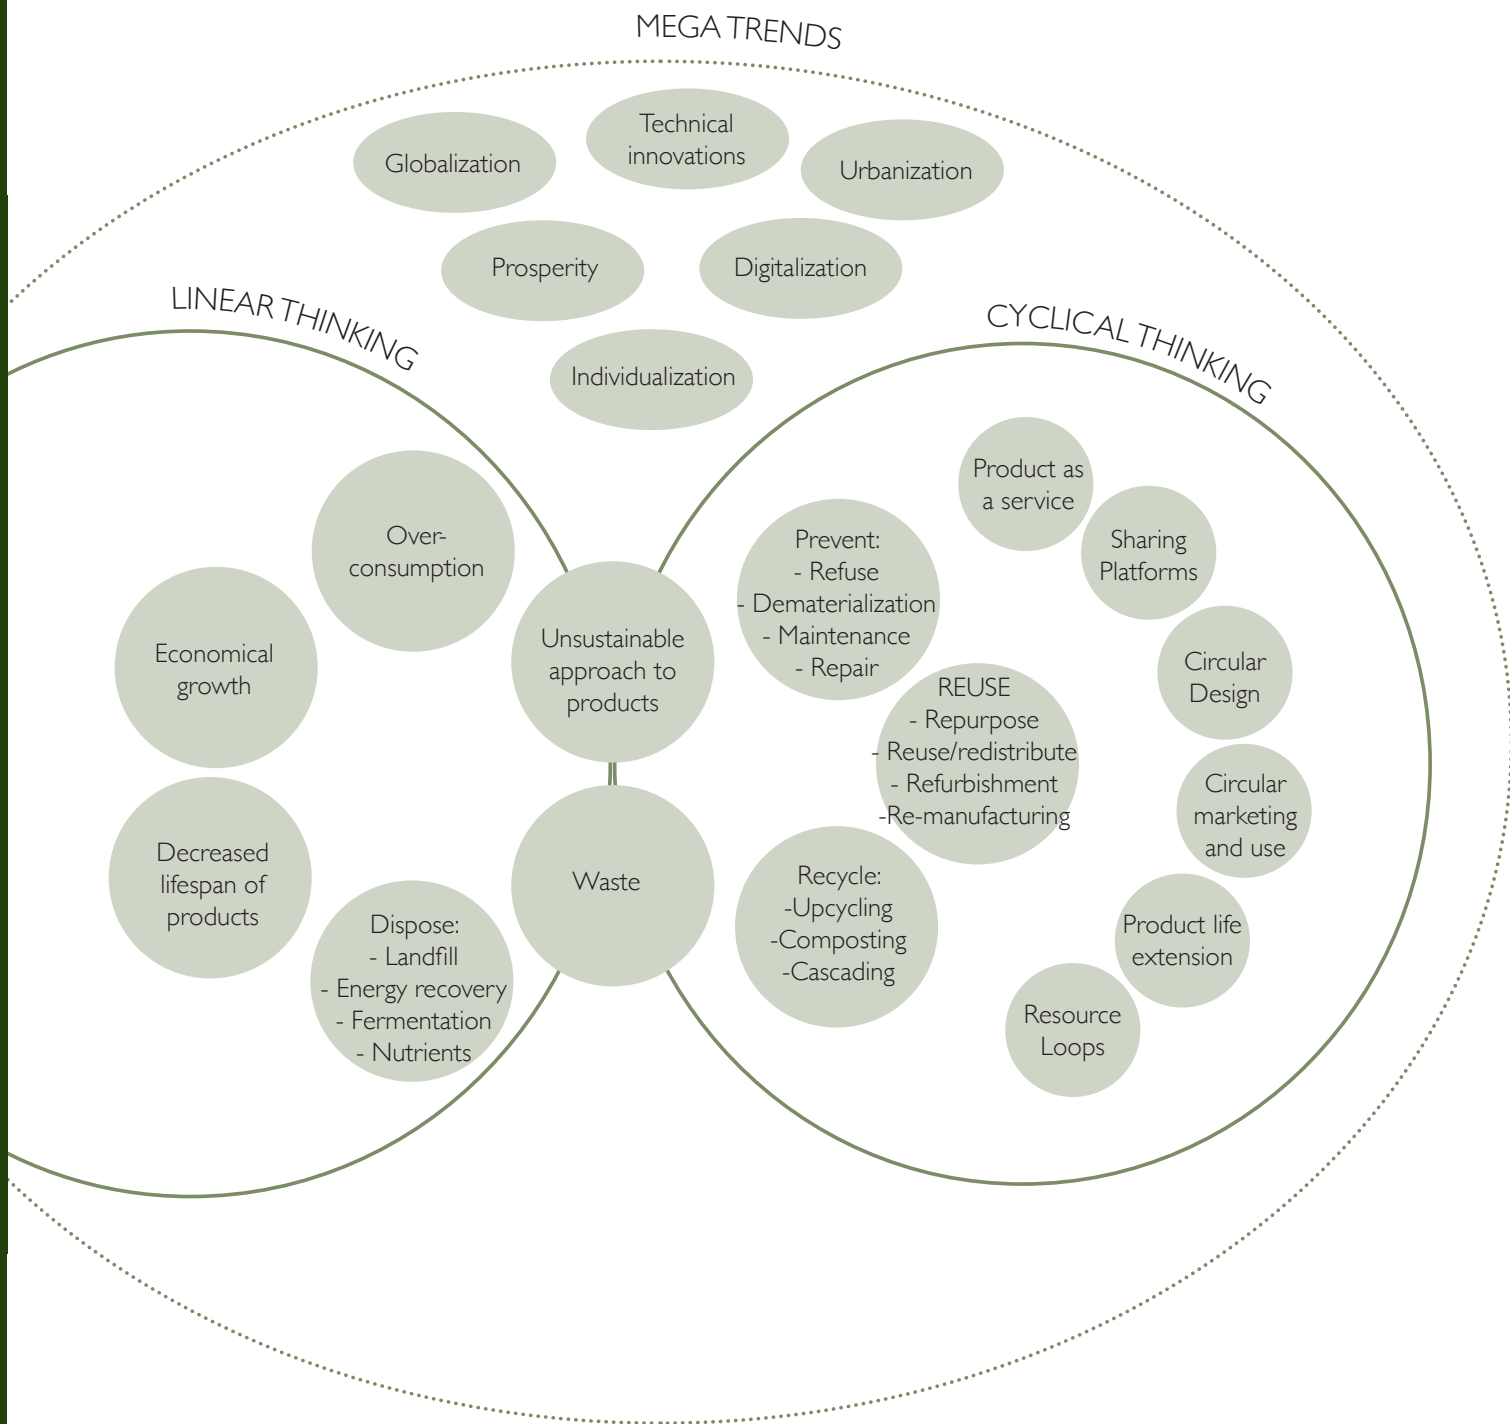 MEGA TRENDS
Technical
innovations
Globalization
Urbanization
Prosperity
Digitalization
Individualization
LINEAR THINKING
Over-
consumption
Economical
growth
Decreased
lifespan of
products
Dispose:
- Landfill
- Energy recovery
- Fermentation
- Nutrients
Unsustainable
approach to
products
Waste
CYCLICAL THINKING
Prevent:
- Refuse
- Dematerialization
- Maintenance
- Repair
REUSE
- Repurpose
- Reuse/redistribute
- Refurbishment
-Re-manufacturing
Recycle:
-Upcycling
-Composting
-Cascading
Product as
a service
Sharing
Platforms
Circular
Design
Circular
marketing
and use
Product life
extension
Resource
Loops